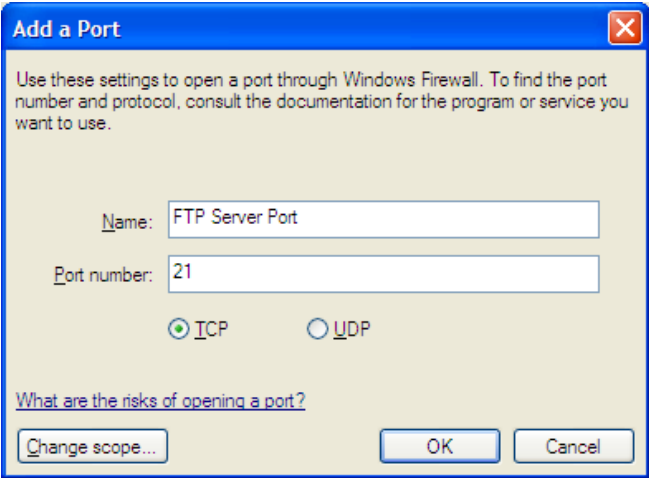 Add a Port
Use these settings to open a port through Windows Firewall. To find the port
number and protocol, consult the documentation for the program or service you
want to use.
Name: FTP Server Port
Port number: 21
TCP UDP
What are the risks of opening a port?
Change scope... OK Cancel